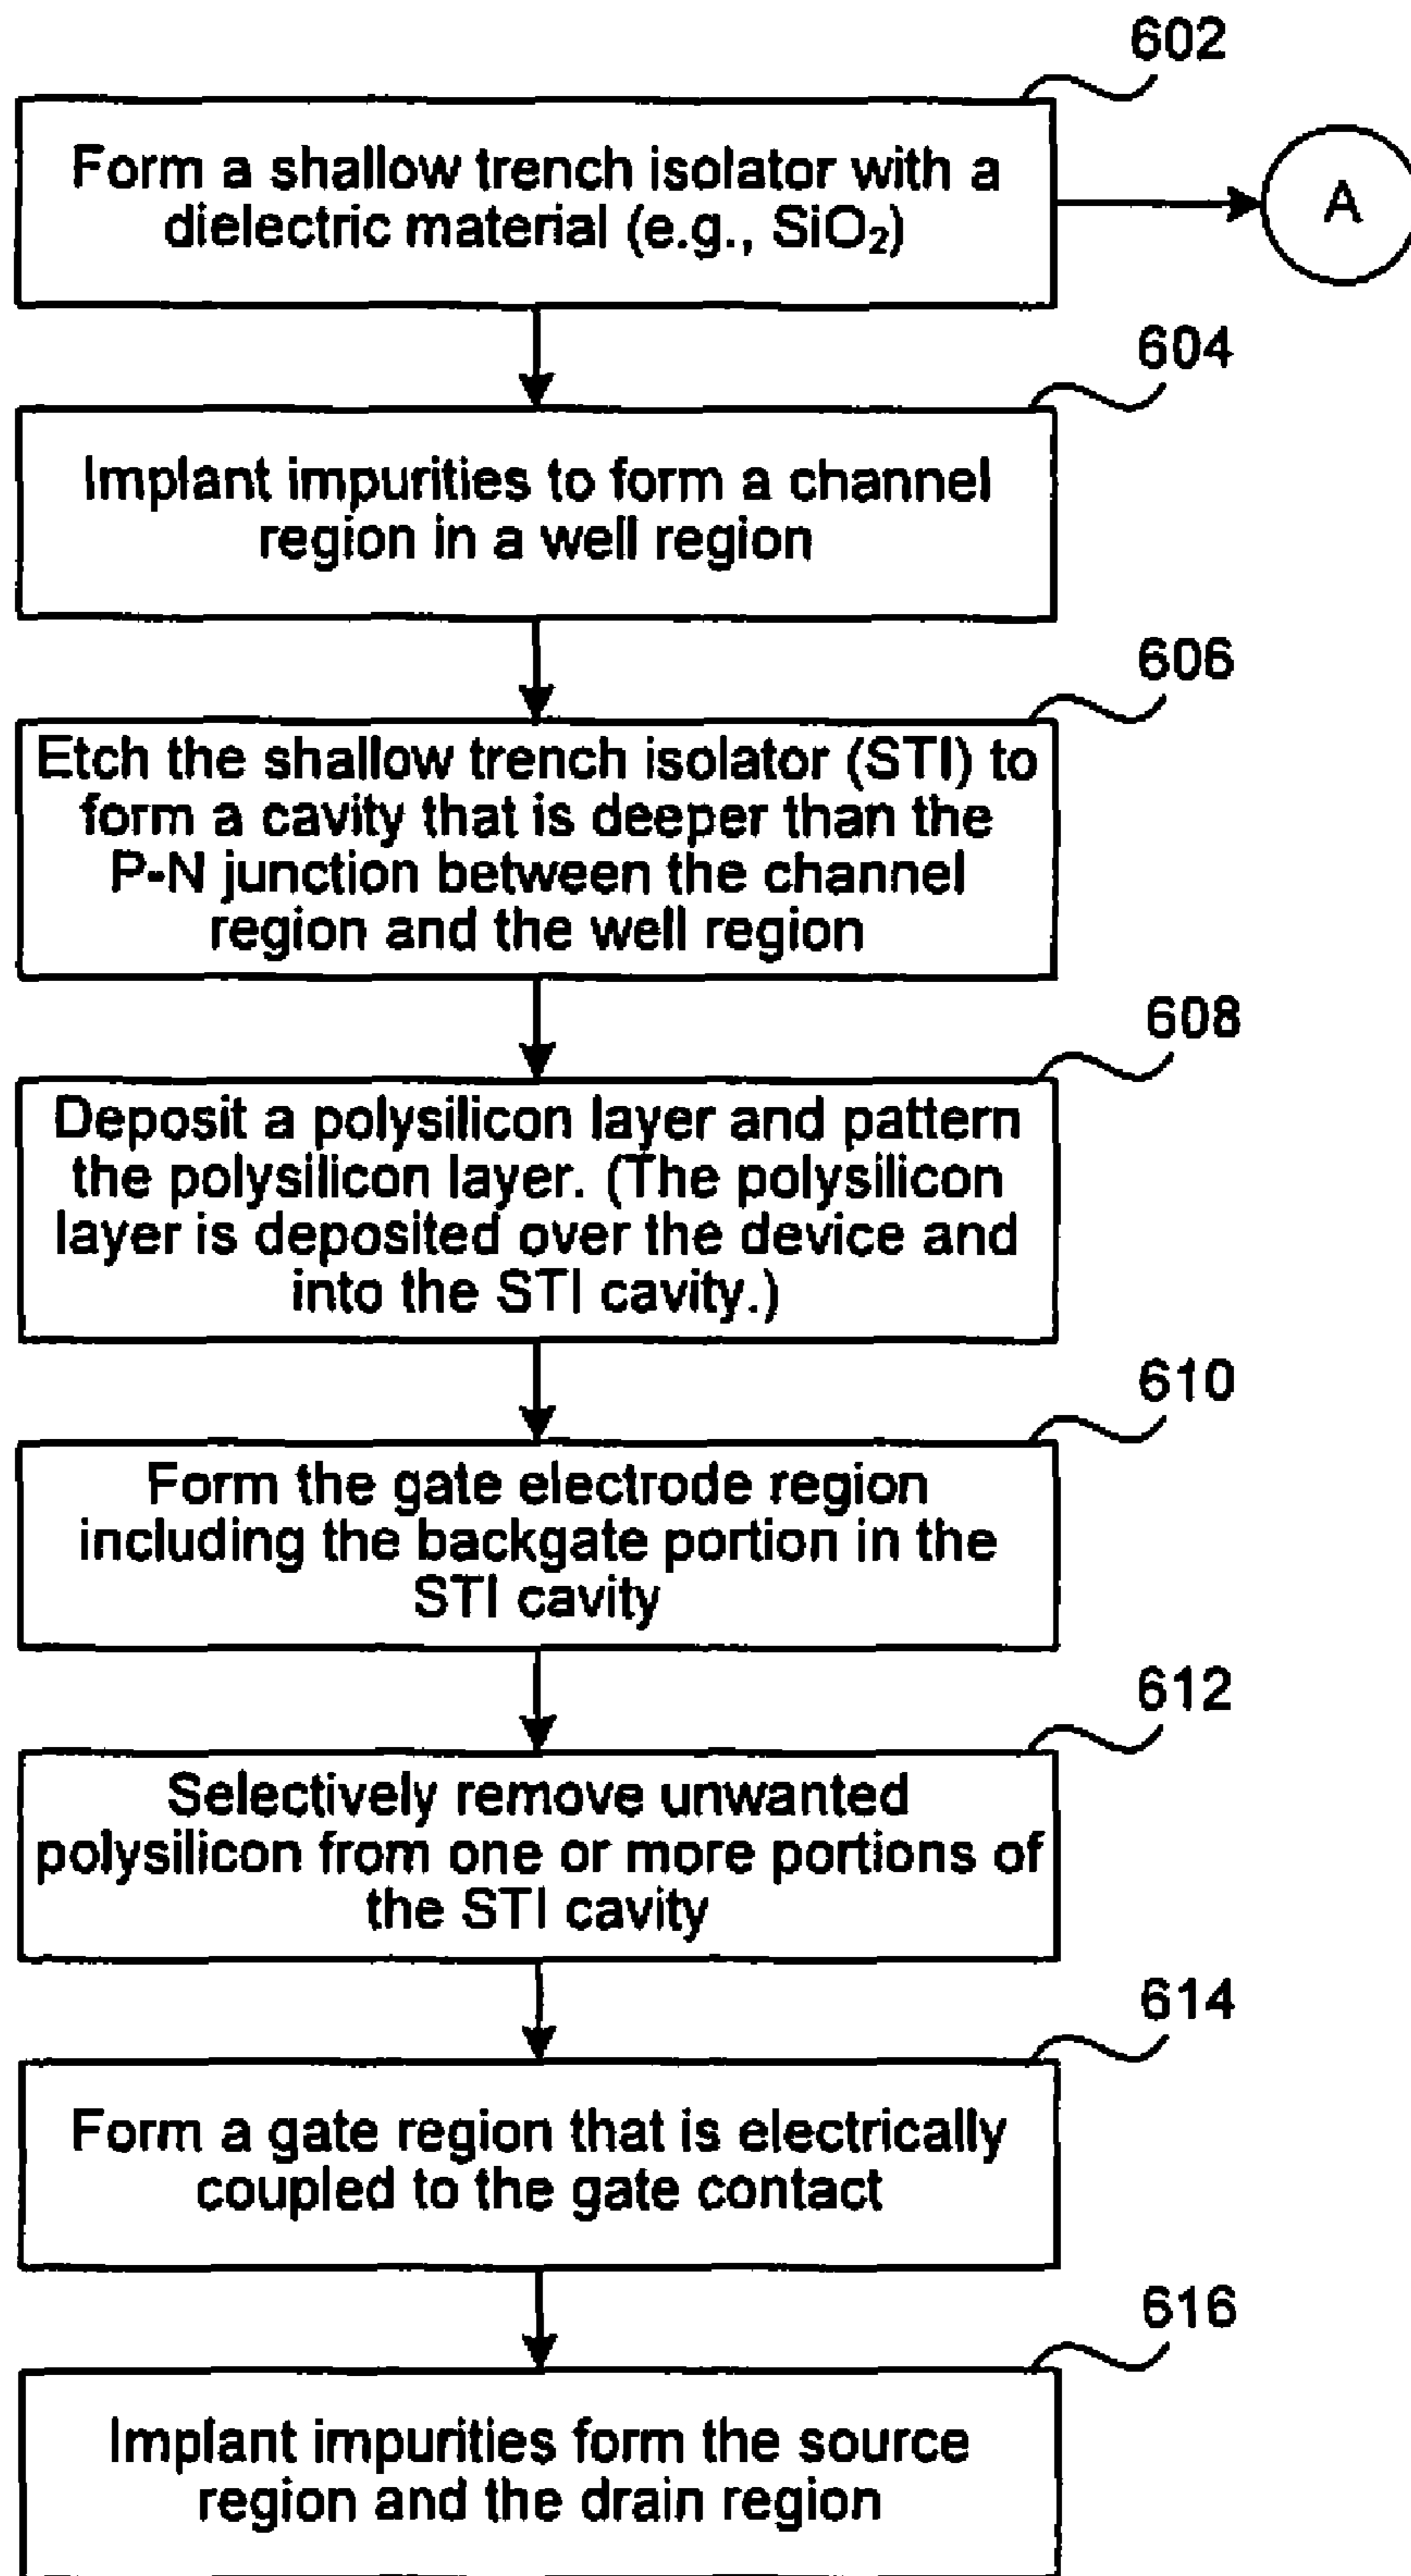 602
Form a shallow trench isolator with a
dielectric material (e.g., SiO₂)
A
604
Implant impurities to form a channel
region in a well region
606
Etch the shallow trench isolator (STI) to
form a cavity that is deeper than the
P-N junction between the channel
region and the well region
608
Deposit a polysilicon layer and pattern
the polysilicon layer. (The polysilicon
layer is deposited over the device and
into the STI cavity.)
610
Form the gate electrode region
including the backgate portion in the
STI cavity
612
Selectively remove unwanted
polysilicon from one or more portions of
the STI cavity
614
Form a gate region that is electrically
coupled to the gate contact
616
Implant impurities form the source
region and the drain region